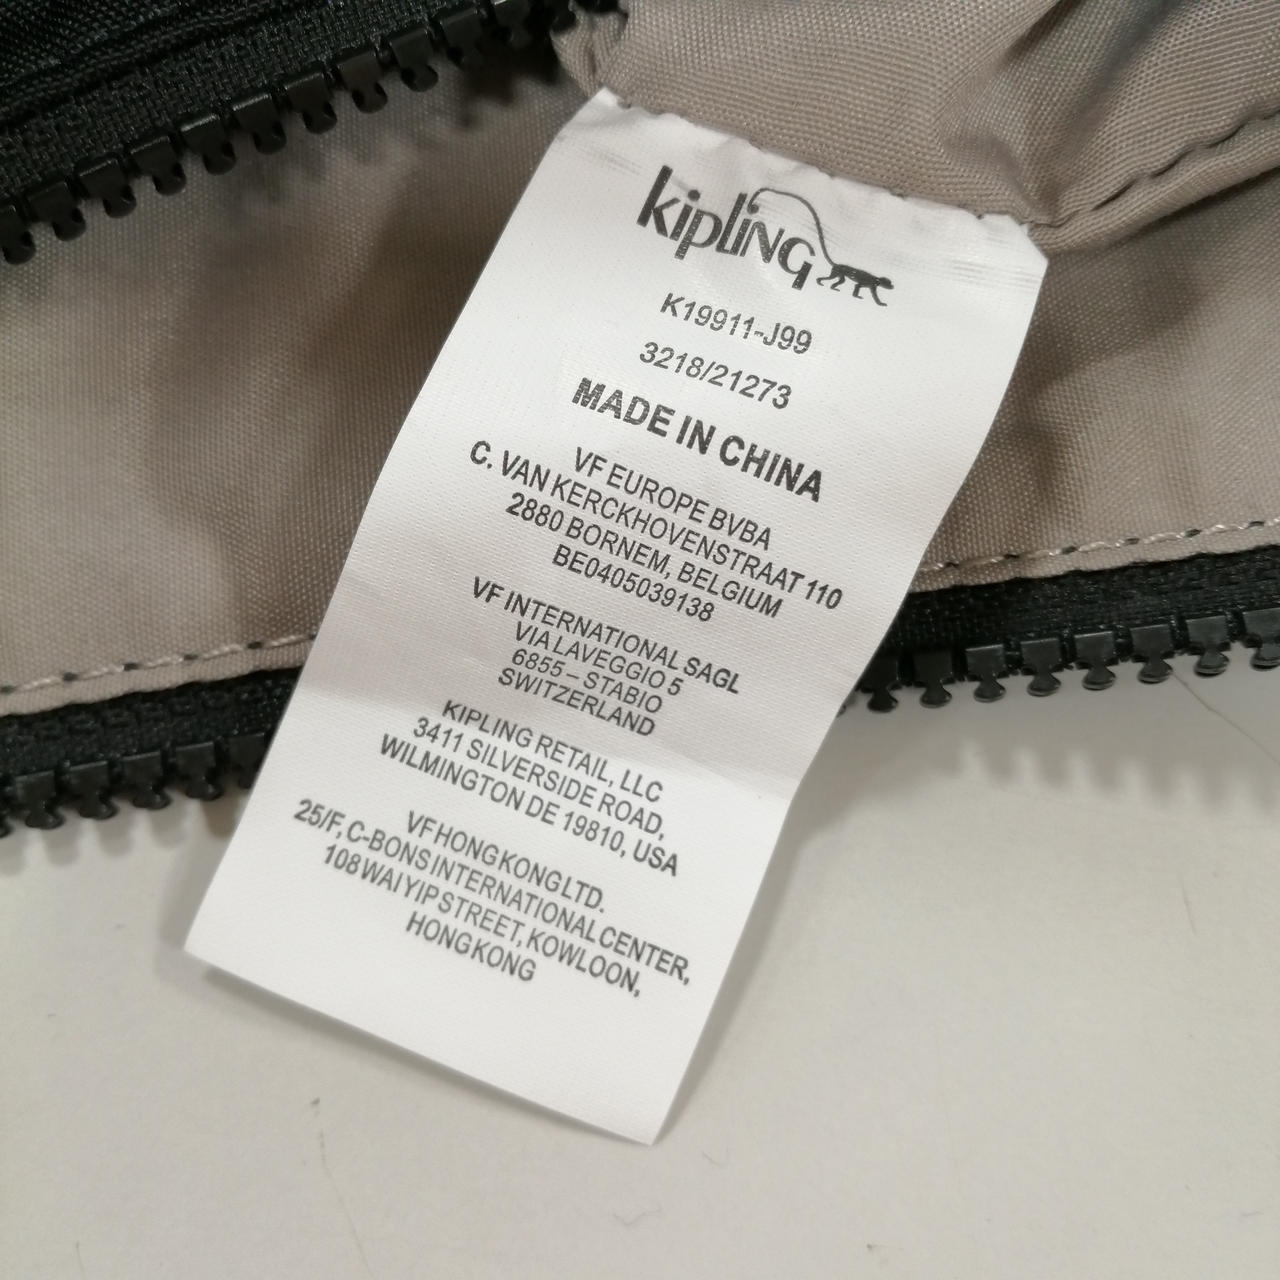 kipling
K19911-J99
3218/21273
MADE IN CHINA
VF EUROPE BVBA
C. VAN KERCKHOVENSTRAAT 110
2880 BORNEM, BELGIUM
BE0405039138
VF INTERNATIONAL SAGL
VIA LAVEGGIO 5
6855 – STABIO
SWITZERLAND
KIPLING RETAIL, LLC
3411 SILVERSIDE ROAD,
WILMINGTON DE 19810, USA
VF HONG KONG LTD.
25/F, C-BONS INTERNATIONAL CENTER,
108 WAI YIP STREET, KOWLOON,
HONG KONG